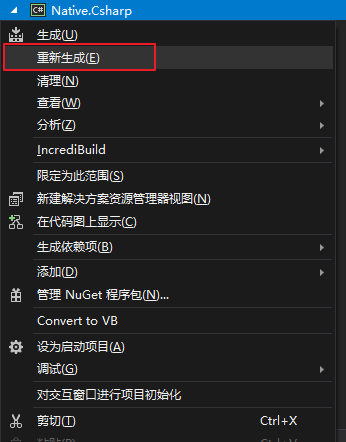 C# Native.Csharp
生成(U)
重新生成(E)
清理(N)
查看(W)
分析(Z)
IncrediBuild
限定为此范围(S)
新建解决方案资源管理器视图(N)
在代码图上显示(C)
生成依赖项(B)
添加(D)
管理 NuGet 程序包(N)...
Convert to VB
设为启动项目(A)
调试(G)
对交互窗口进行项目初始化
剪切(T) Ctrl+X